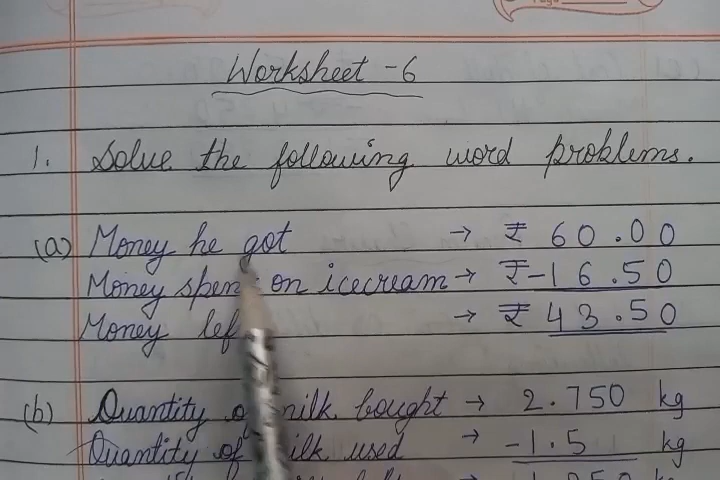 Worksheet - 6
1. Solve the following word problems.
(a) Money he got → ₹ 60.00
Money spen on icecream → ₹ -16.50
Money lef → ₹ 43.50
(b) Quantity milk bought → 2.750 kg
Quantity of ilk used → -1.5 kg